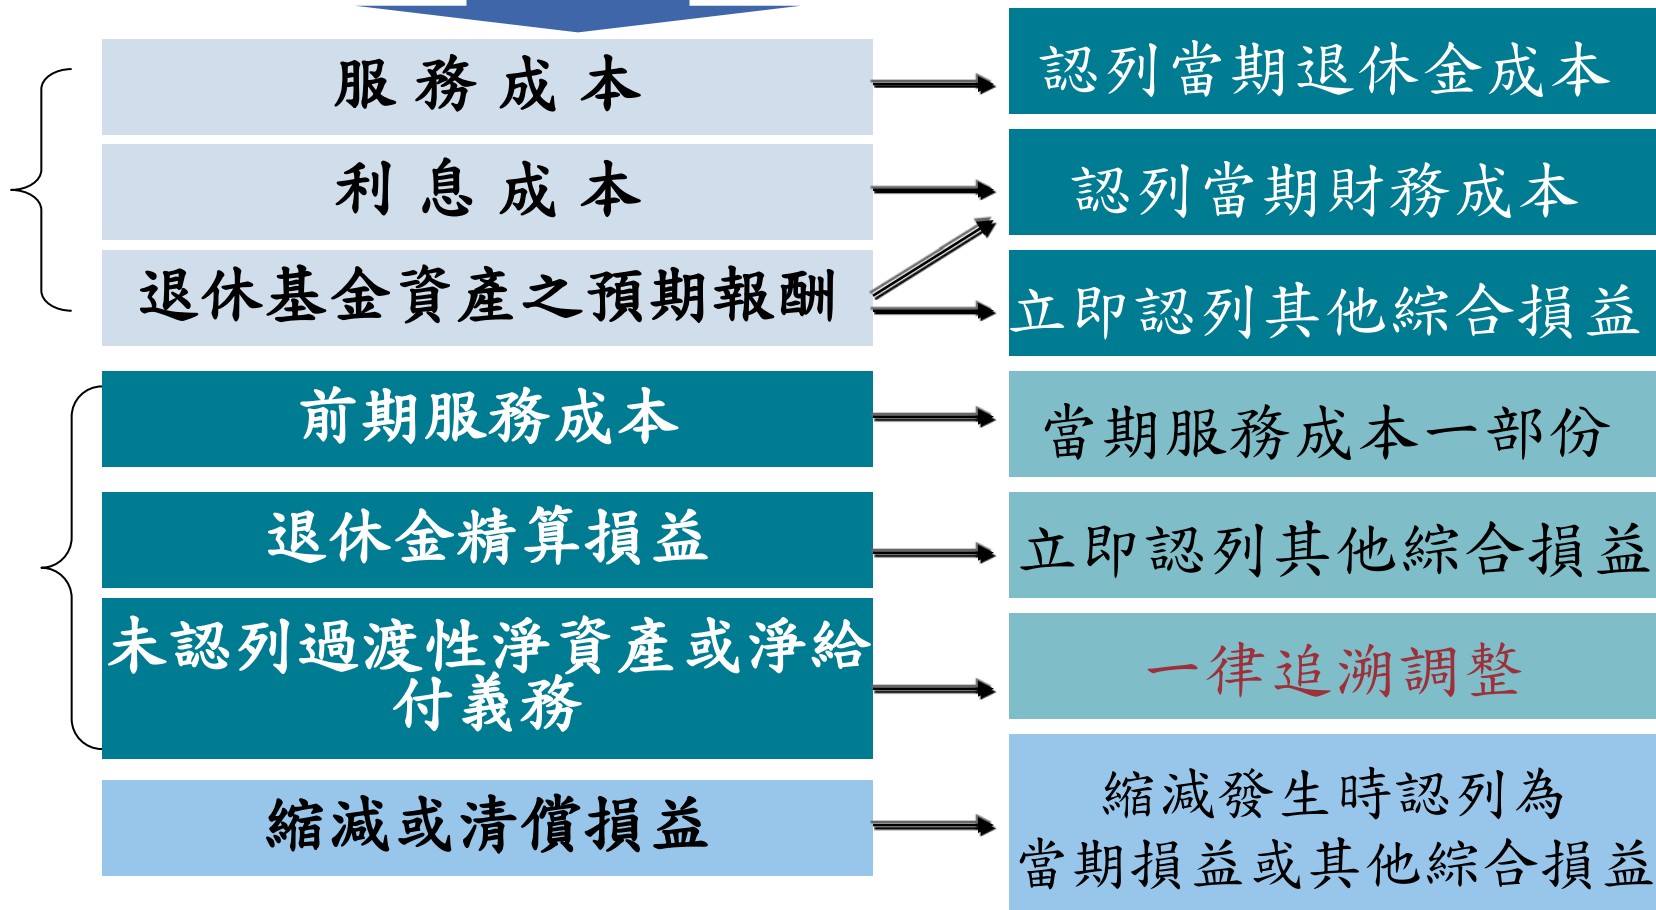 服務成本
認列當期退休金成本
利息成本
認列當期財務成本
退休基金資產之預期報酬
立即認列其他綜合損益
前期服務成本
當期服務成本一部份
退休金精算損益
立即認列其他綜合損益
未認列過渡性淨資產或淨給
付義務
一律追溯調整
縮減或清償損益
縮減發生時認列為
當期損益或其他綜合損益